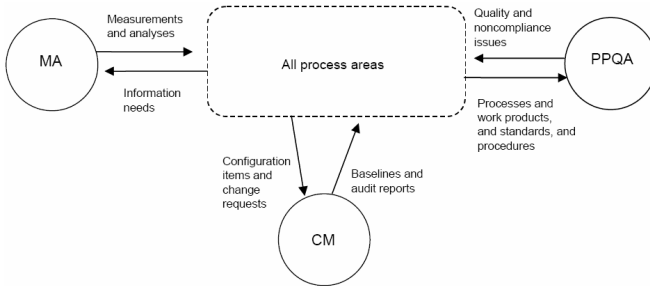 Measurements
and analyses
MA
Information
needs
All process areas
Quality and
noncompliance
issues
PPQA
Processes and
work products,
and standards, and
procedures
Configuration
items and
change
requests
Baselines and
audit reports
CM